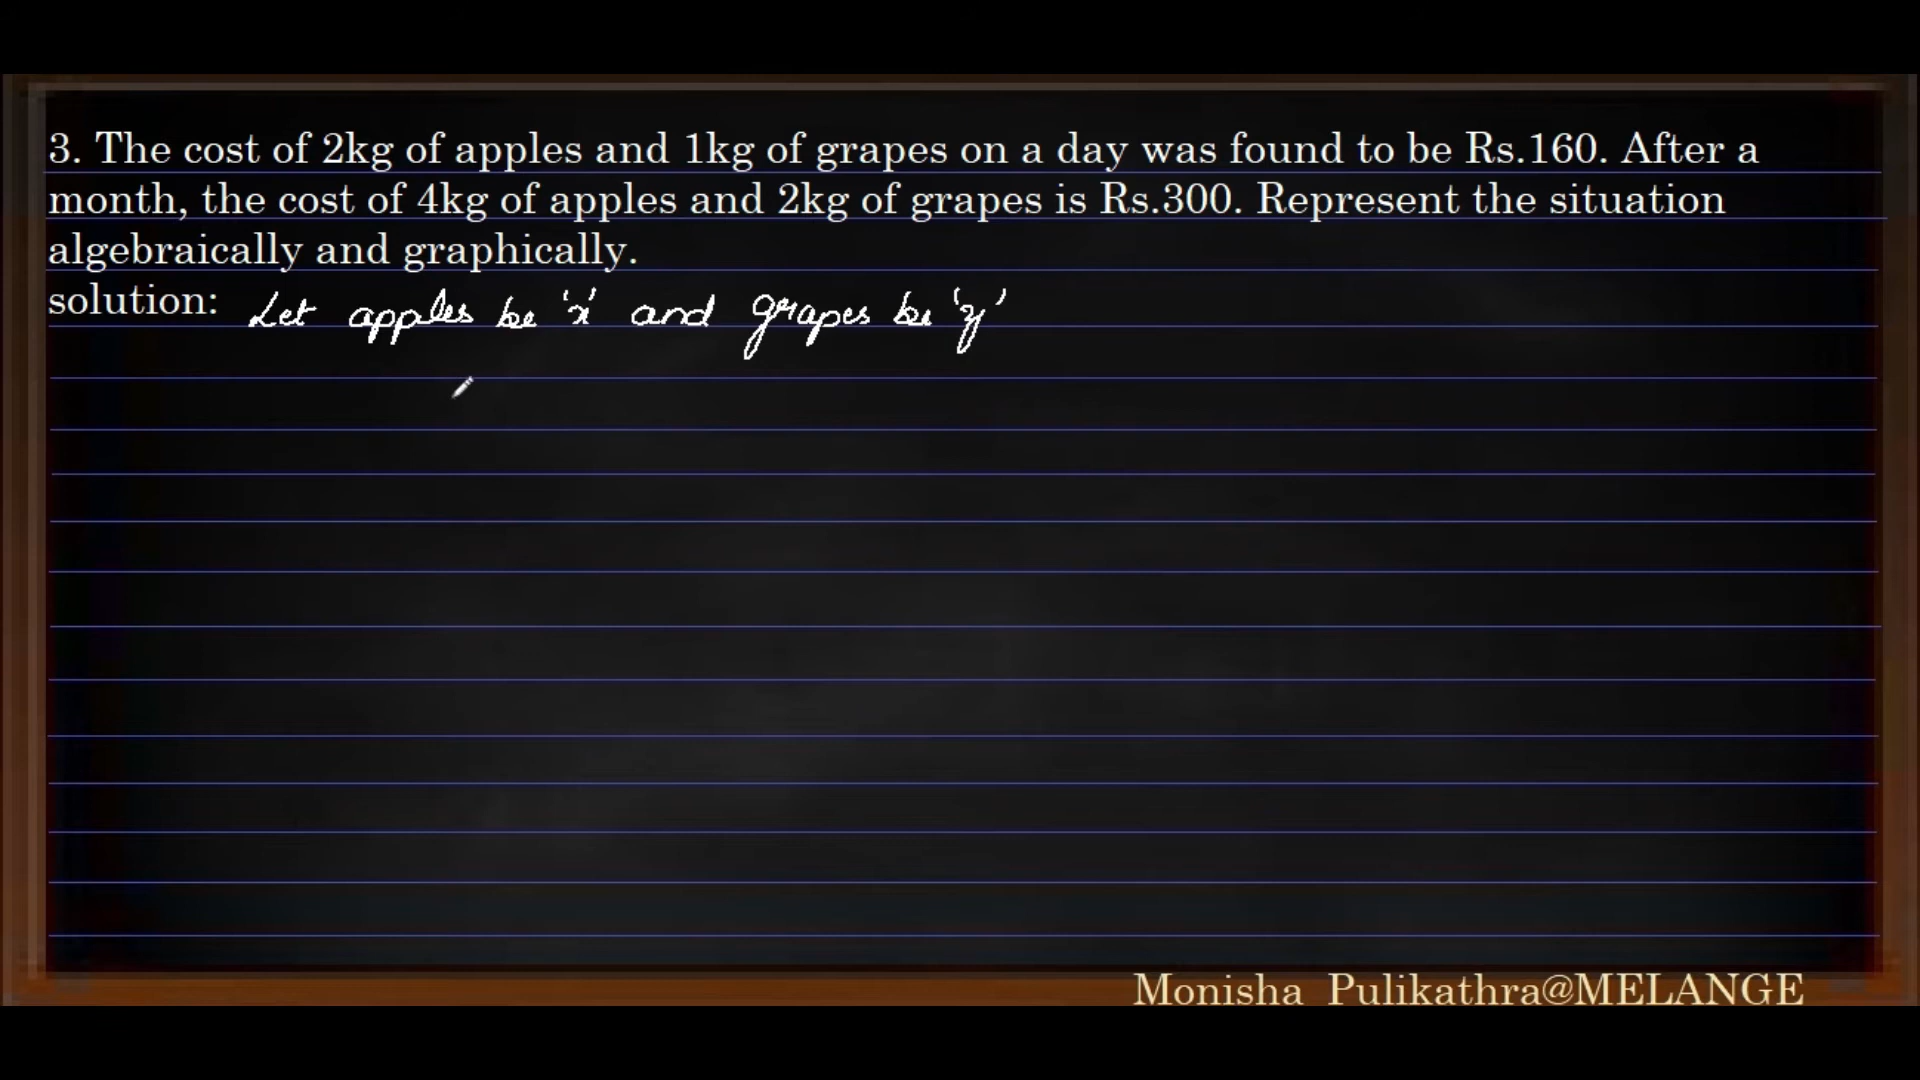 3. The cost of 2kg of apples and 1kg of grapes on a day was found to be Rs.160. After a
month, the cost of 4kg of apples and 2kg of grapes is Rs.300. Represent the situation
algebraically and graphically.
solution: Let apples be 'x' and grapes be 'y'
Monisha Pulikathra@MELANGE